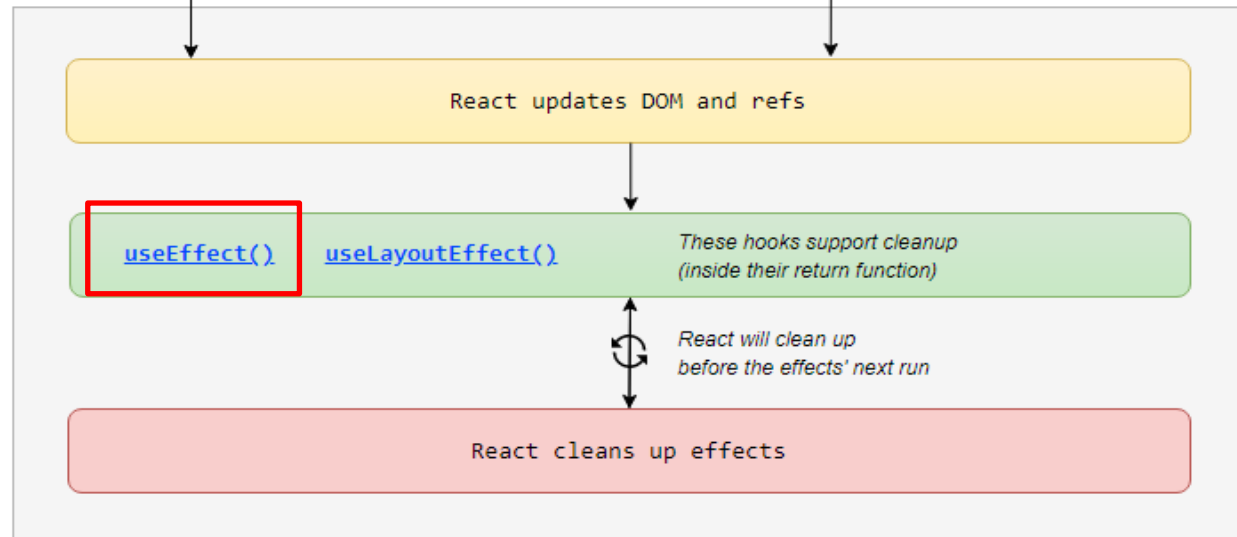 React updates DOM and refs
useEffect() useLayoutEffect() These hooks support cleanup
(inside their return function)
React will clean up
before the effects' next run
React cleans up effects